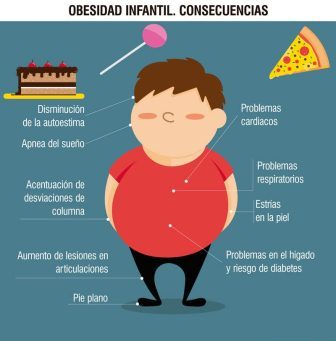 OBESIDAD INFANTIL. CONSECUENCIAS
Disminución
de la autoestima
Apnea del sueño
Acentuación de
desviaciones de
columna
Aumento de lesiones en
articulaciones
Pie plano
Problemas
cardíacos
Problemas
respiratorios
Estrías
en la piel
Problemas en el hígado
y riesgo de diabetes